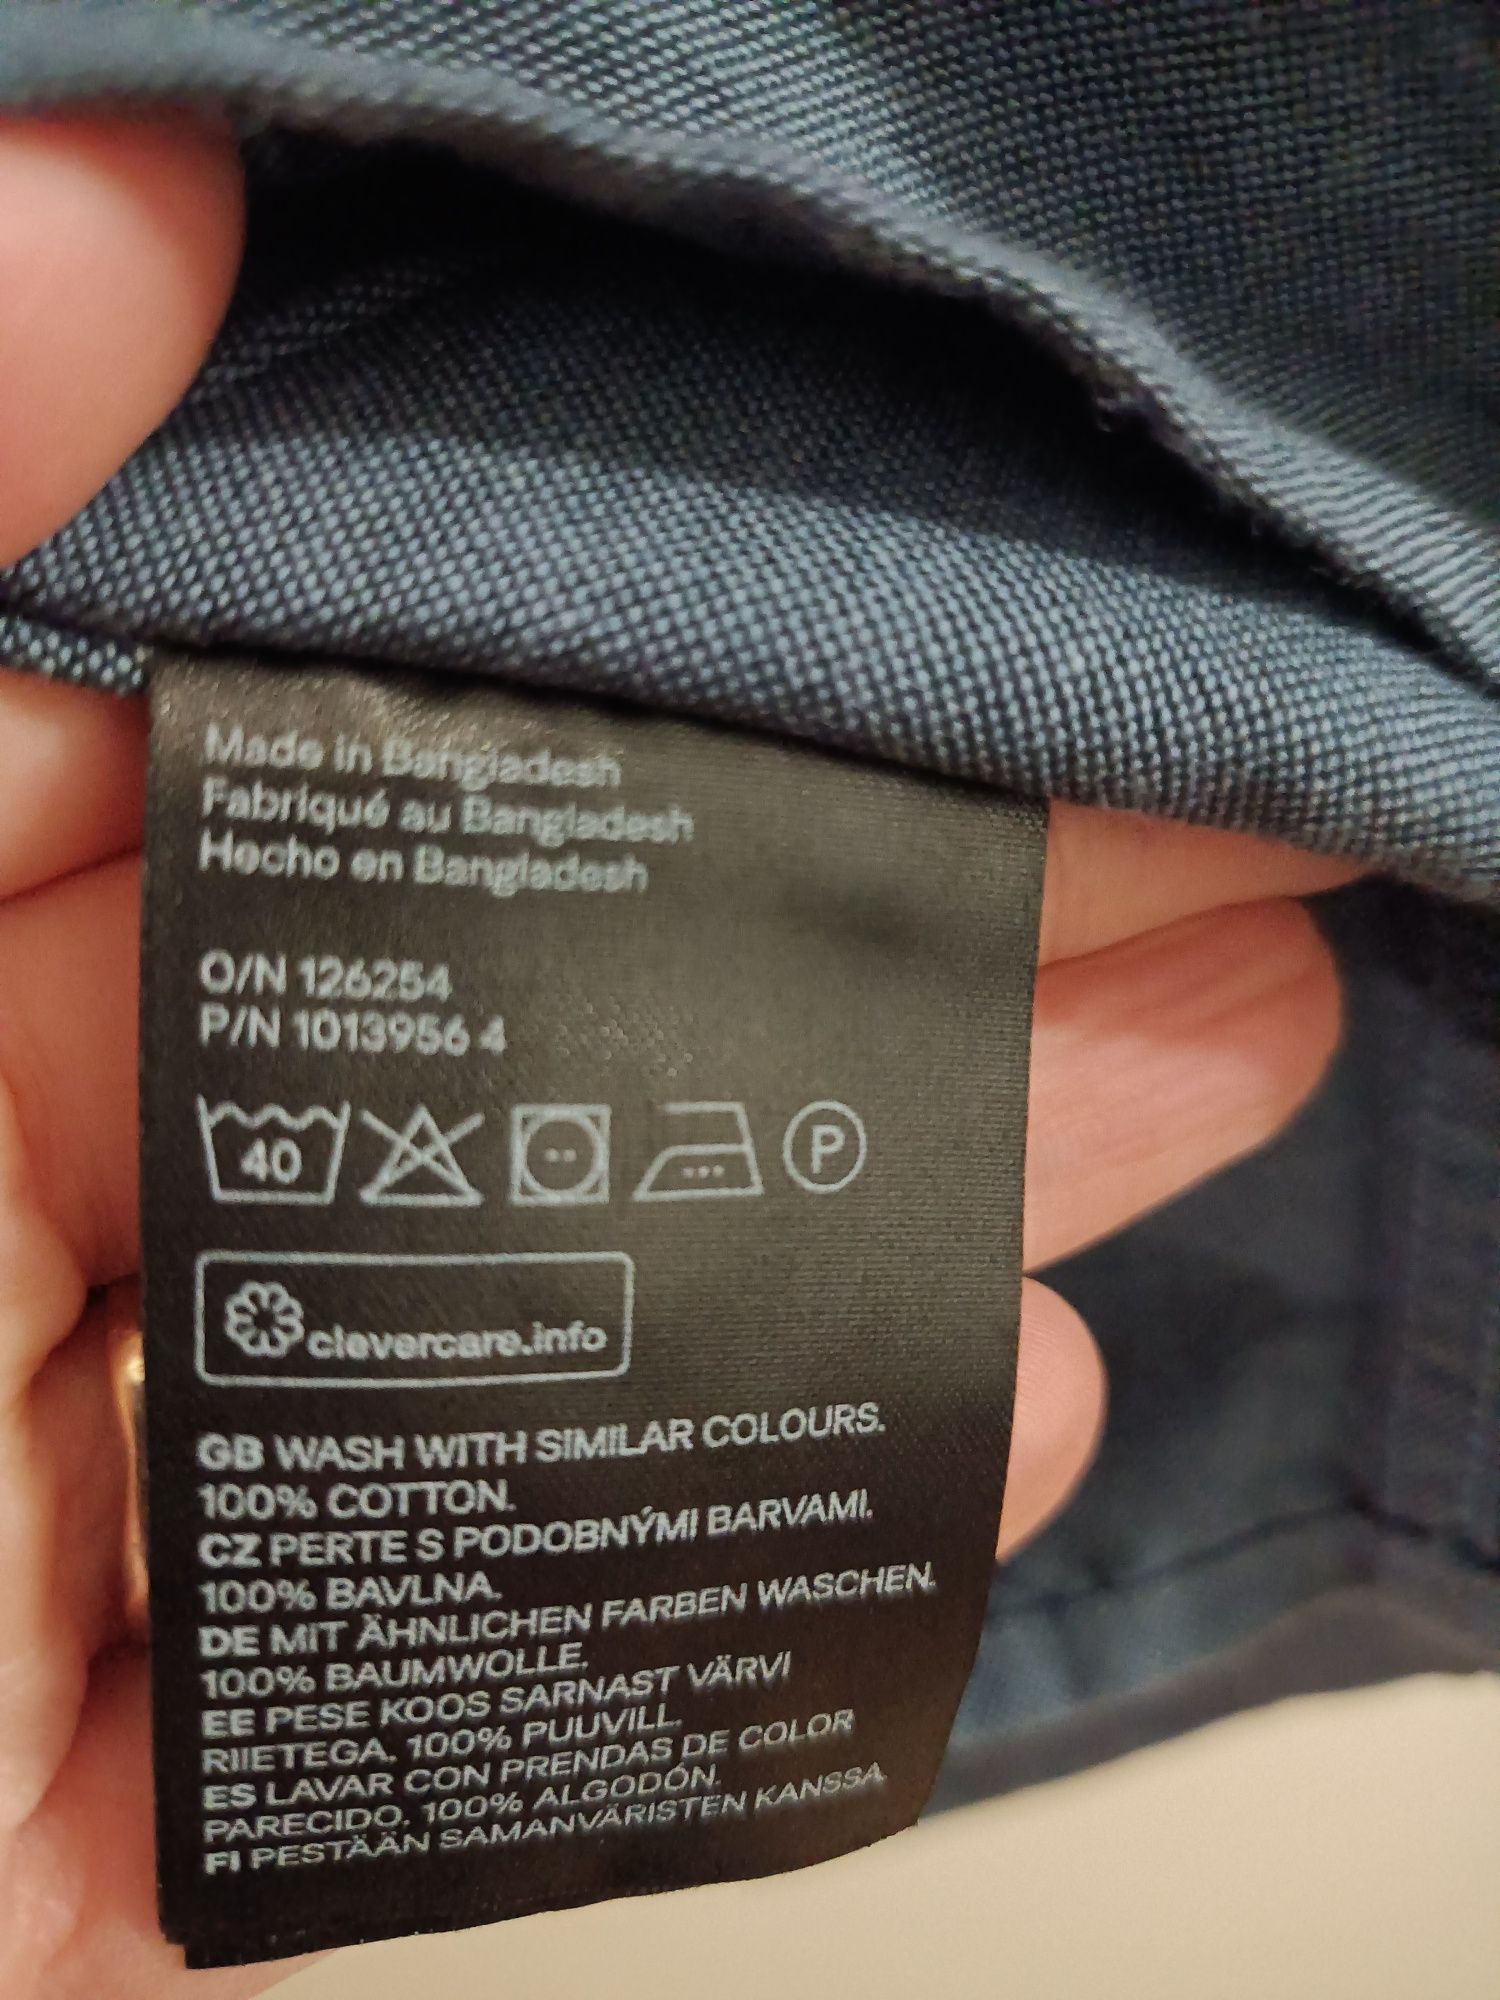 Made in Bangladesh
Fabriqué au Bangladesh
Hecho en Bangladesh
O/N 126254
P/N 1013956 4
40 P
clevercare.info
GB WASH WITH SIMILAR COLOURS.
100% COTTON.
CZ PERTE S PODOBNÝMI BARVAMI.
100% BAVLNA.
DE MIT ÄHNLICHEN FARBEN WASCHEN.
100% BAUMWOLLE.
EE PESE KOOS SARNAST VÄRVI
RIIETEGA. 100% PUUVILL.
ES LAVAR CON PRENDAS DE COLOR
PARECIDO. 100% ALGODÓN.
FI PESTÄÄN SAMANVÄRISTEN KANSSA.